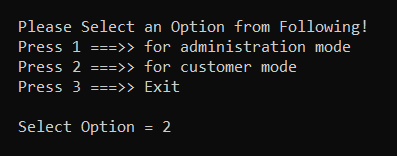 Please Select an Option from Following!
Press 1 ===>> for administration mode
Press 2 ===>> for customer mode
Press 3 ===>> Exit
Select Option = 2